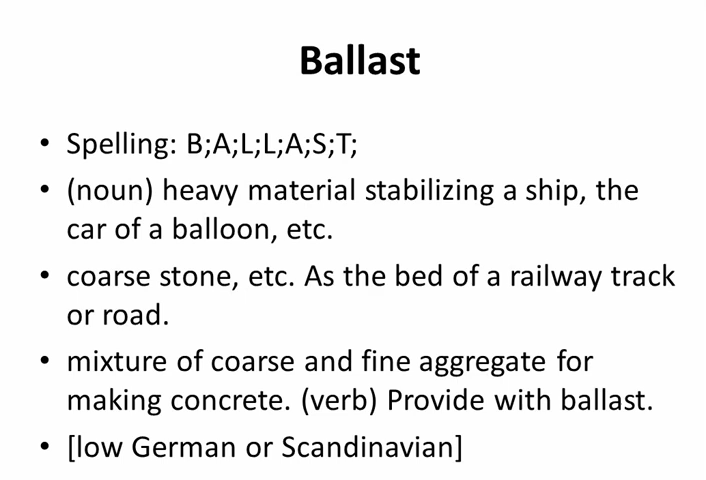 Ballast
• Spelling: B;A;L;L;A;S;T;
• (noun) heavy material stabilizing a ship, the
car of a balloon, etc.
• coarse stone, etc. As the bed of a railway track
or road.
• mixture of coarse and fine aggregate for
making concrete. (verb) Provide with ballast.
• [low German or Scandinavian]